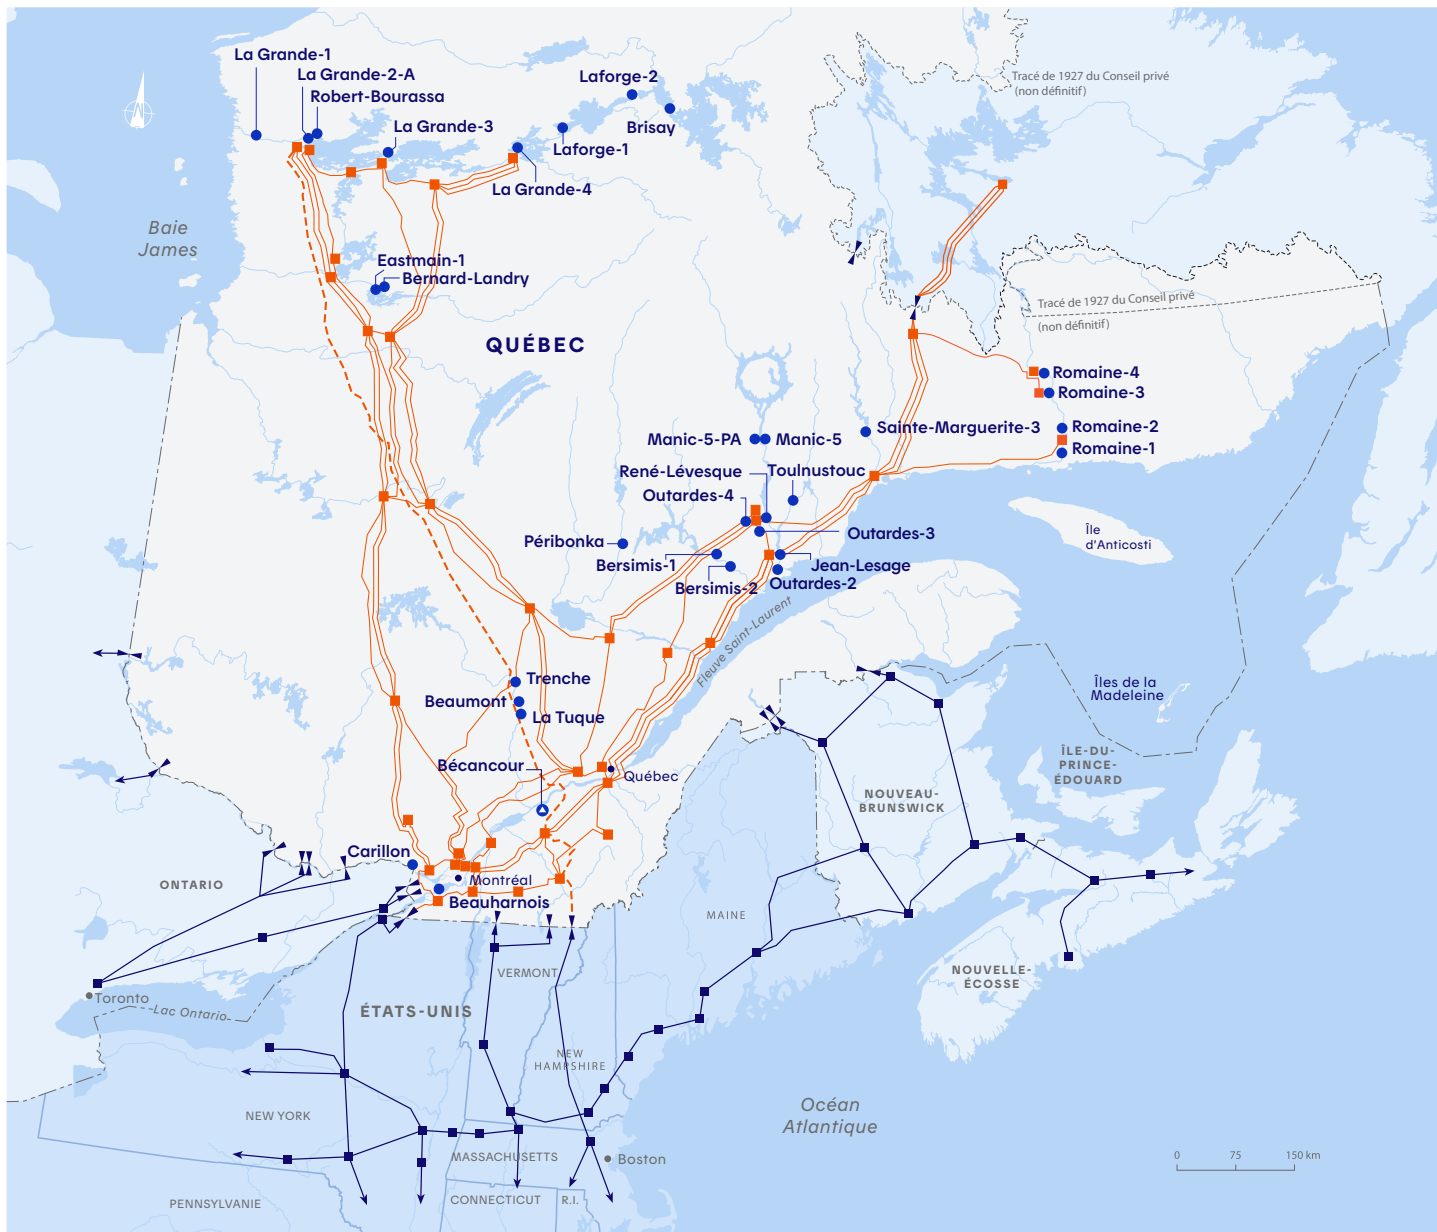 La Grande-1
La Grande-2-A
Robert-Bourassa
La Grande-3
Laforge-2
Brisay
Laforge-1
La Grande-4
Tracé de 1927 du Conseil privé
(non définitif)
Baie
James
Eastmain-1
Bernard-Landry
QUÉBEC
Tracé de 1927 du Conseil privé
(non définitif)
Romaine-4
Romaine-3
Romaine-2
Romaine-1
Sainte-Marguerite-3
Manic-5-PA
Manic-5
René-Lévesque
Toulnustouc
Outardes-4
Outardes-3
Péribonka
Bersimis-1
Jean-Lesage
Bersimis-2
Outardes-2
Île
d'Anticosti
Fleuve Saint-Laurent
Trenche
Beaumont
La Tuque
Bécancour
Québec
Îles de la
Madeleine
ÎLE-DU-
PRINCE-
ÉDOUARD
NOUVEAU-
BRUNSWICK
Carillon
Montréal
Beauharnois
ONTARIO
MAINE
NOUVELLE-
ÉCOSSE
VERMONT
Toronto
Lac Ontario
ÉTATS-UNIS
NEW
HAMPSHIRE
NEW YORK
Océan
Atlantique
MASSACHUSETTS
Boston
PENNSYLVANIE
CONNECTICUT
R.I.
0 75 150 km